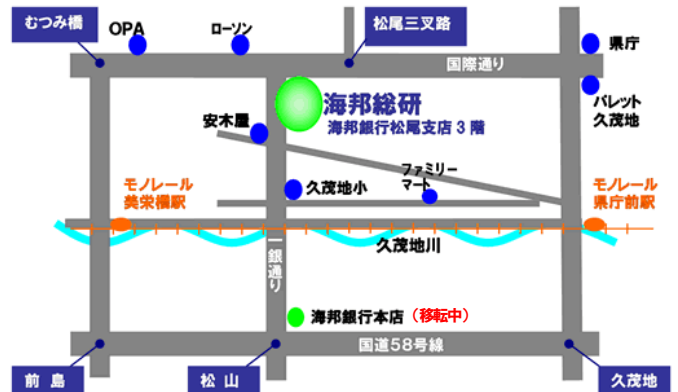 むつみ橋
OPA
ローソン
松尾三叉路
県庁
国際通り
パレット
久茂地
海邦総研
海邦銀行松尾支店3階
安木屋
ファミリー
マート
モノレール
美栄橋駅
久茂地小
モノレール
県庁前駅
久茂地川
一銀通り
海邦銀行本店(移転中)
国道58号線
前島
松山
久茂地